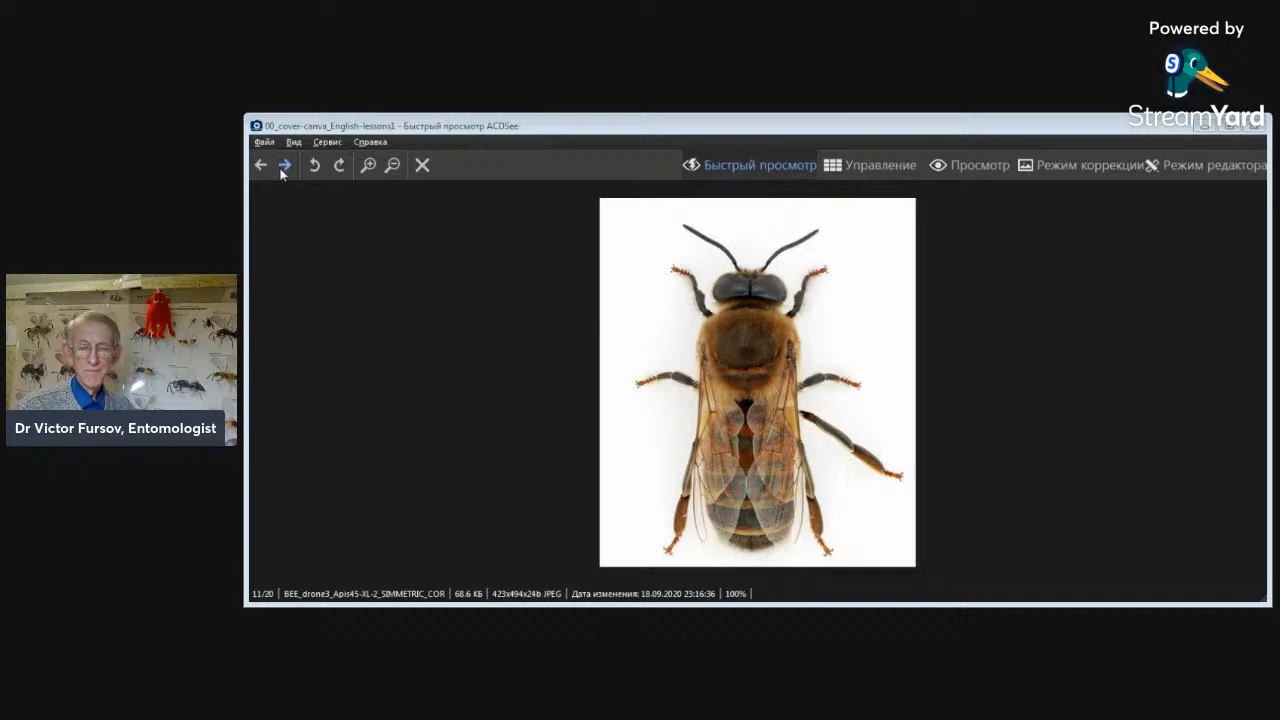 Powered by
StreamYard
00_cover-canva_English-lessons1 - Быстрый просмотр ACDSee
Файл Вид Сервис Справка
Быстрый просмотр Управление Просмотр Режим коррекции Режим редактора
Dr Victor Fursov, Entomologist
11/20 BEE_drone3_Apis45-XL-2_SIMMETRIC_COR 68.6 КБ 423x494x24b JPEG Дата изменения: 18.09.2020 23:16:36 100%